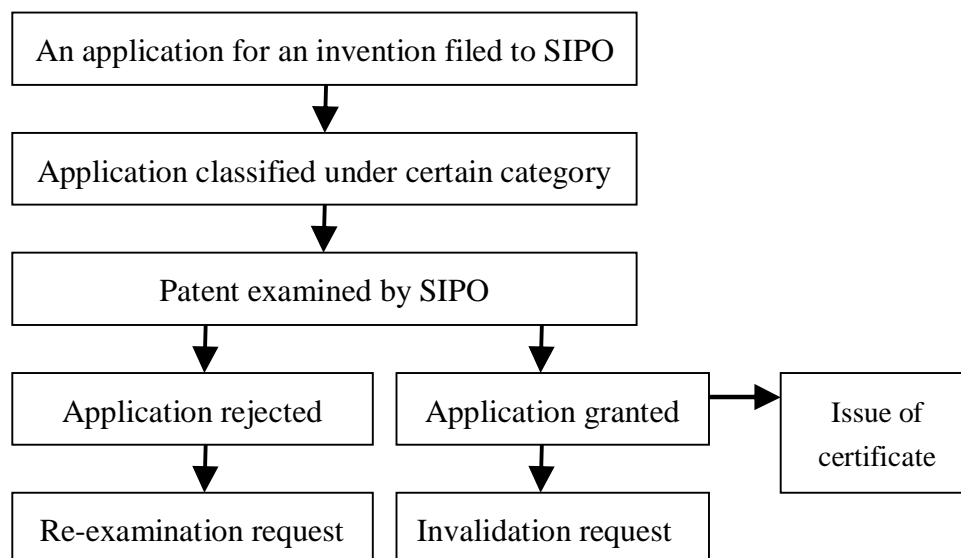 An application for an invention filed to SIPO
Application classified under certain category
Patent examined by SIPO
Application rejected
Application granted
Issue of
certificate
Re-examination request
Invalidation request